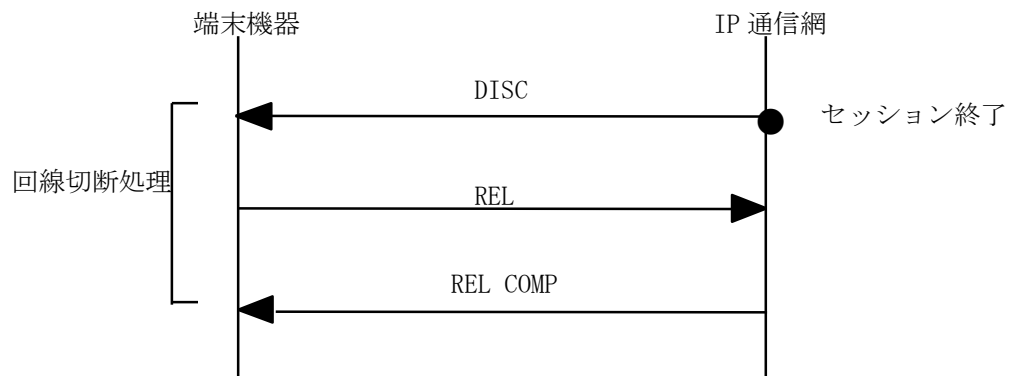 端末機器
IP 通信網
DISC
セッション終了
回線切断処理
REL
REL COMP